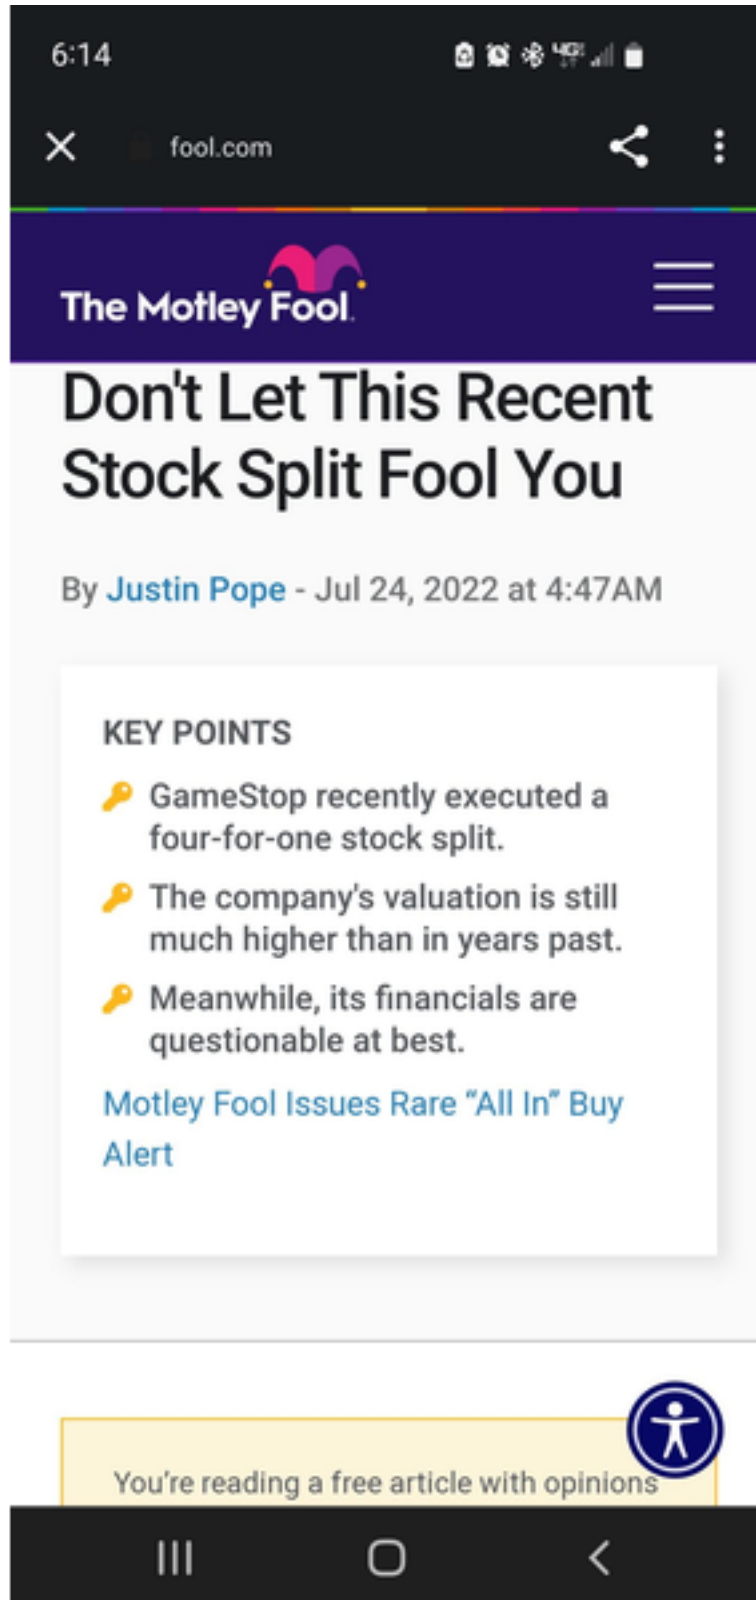 6:14
4G
fool.com
The Motley Fool.
Don't Let This Recent
Stock Split Fool You
By Justin Pope - Jul 24, 2022 at 4:47AM
KEY POINTS
GameStop recently executed a
four-for-one stock split.
The company's valuation is still
much higher than in years past.
Meanwhile, its financials are
questionable at best.
Motley Fool Issues Rare “All In” Buy
Alert
You’re reading a free article with opinions